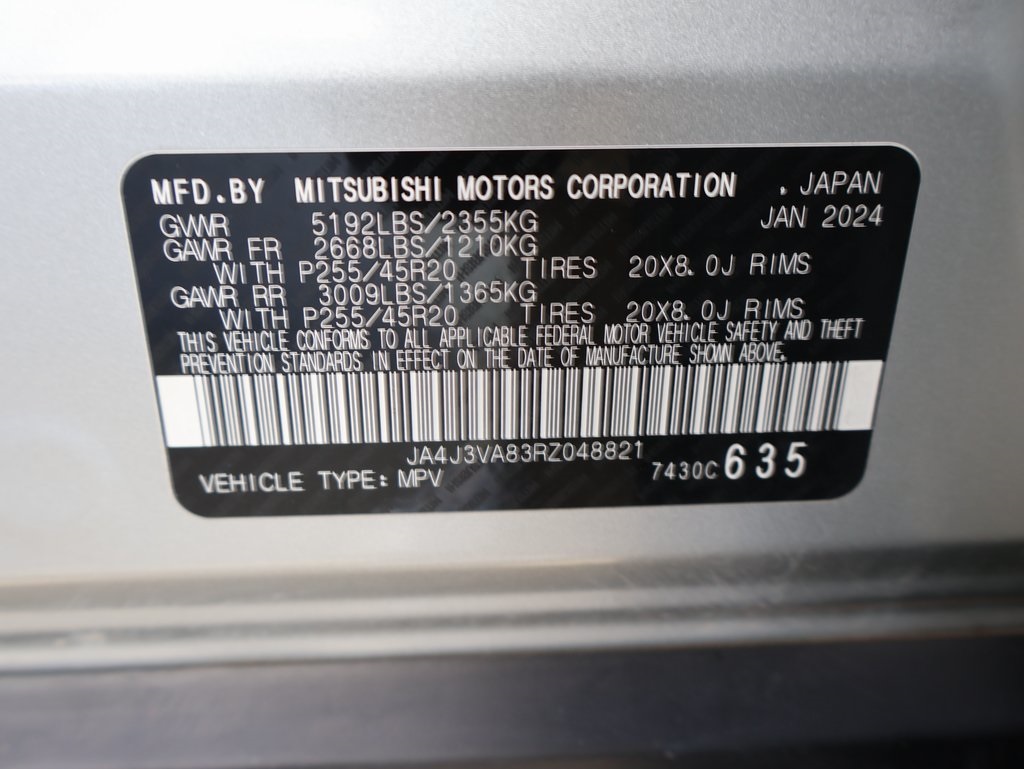 MFD.BY MITSUBISHI MOTORS CORPORATION . JAPAN
GVWR 5192LBS/2355KG JAN 2024
GAWR FR 2668LBS/1210KG
WITH P255/45R20 TIRES 20X8.0J RIMS
GAWR RR 3009LBS/1365KG
WITH P255/45R20 TIRES 20X8.0J RIMS
THIS VEHICLE CONFORMS TO ALL APPLICABLE FEDERAL MOTOR VEHICLE SAFETY AND THEFT
PREVENTION STANDARDS IN EFFECT ON THE DATE OF MANUFACTURE SHOWN ABOVE.
JA4J3VA83RZ048821
VEHICLE TYPE: MPV 7430C 635